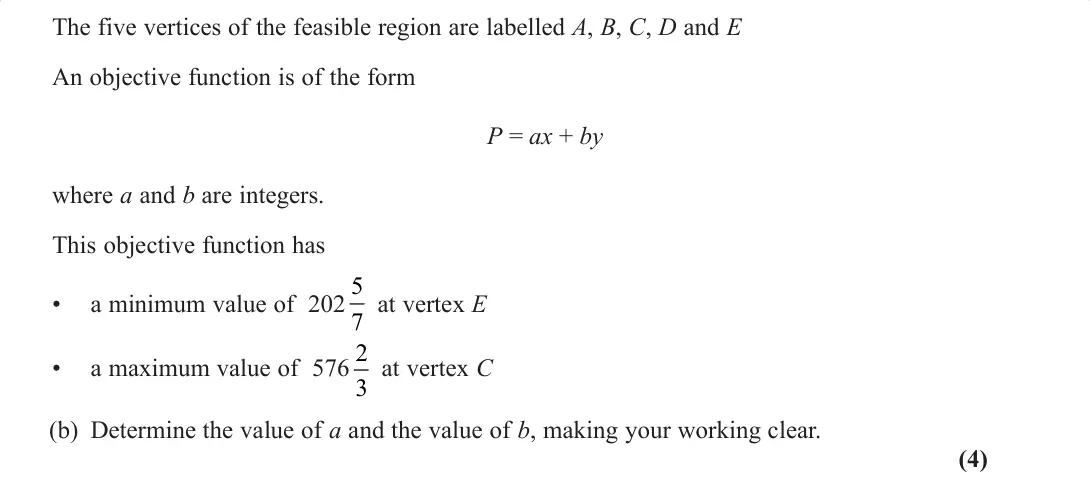 The five vertices of the feasible region are labelled A, B, C, D and E
An objective function is of the form
P = ax + by
where a and b are integers.
This objective function has
• a minimum value of 202 5/7 at vertex E
• a maximum value of 576 2/3 at vertex C
(b) Determine the value of a and the value of b, making your working clear.
(4)